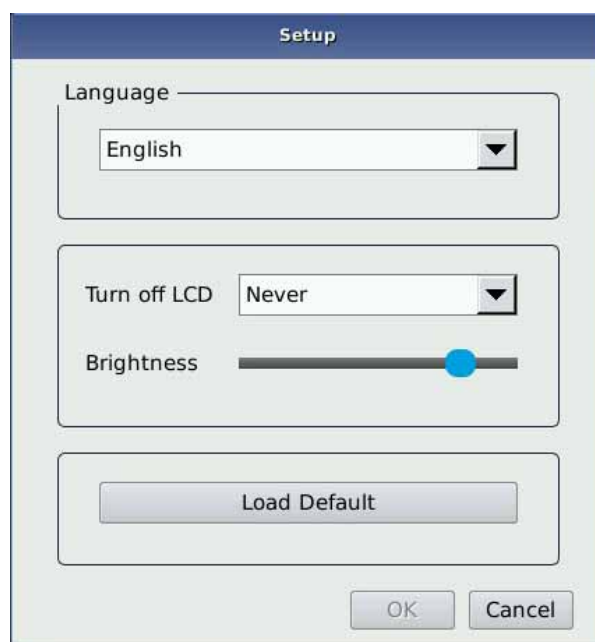 Setup
Language
English
Turn off LCD Never
Brightness
Load Default
OK Cancel